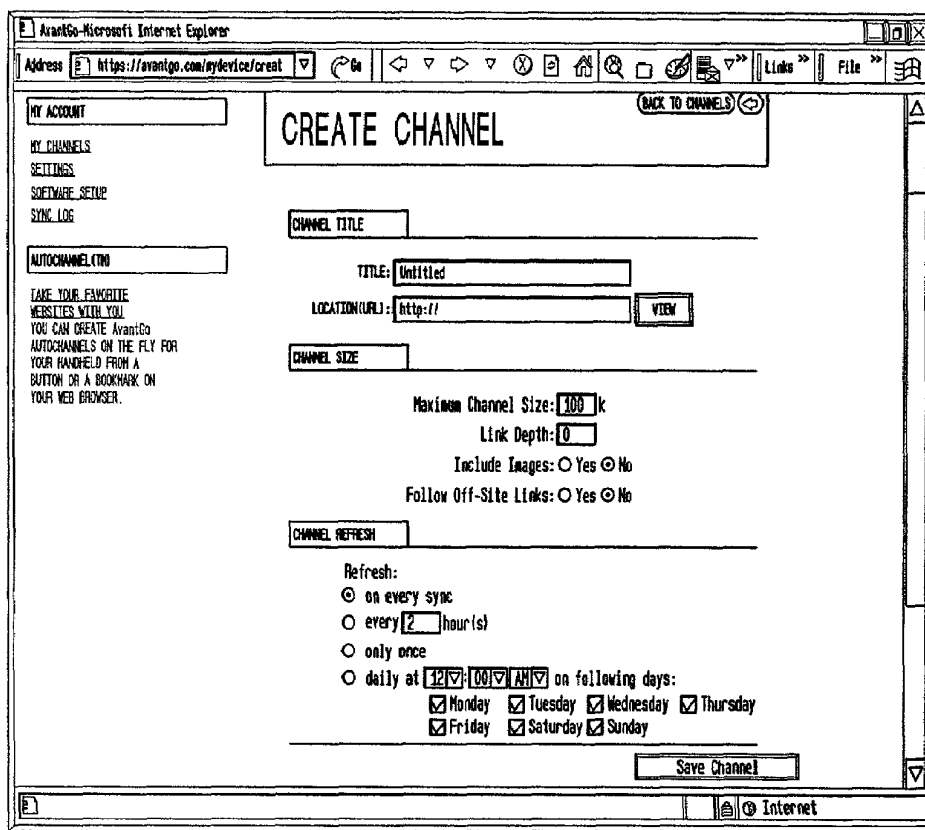 AvantGo-Microsoft Internet Explorer
Address https://avantgo.com/mydevice/creat Go Links » File »
MY ACCOUNT
MY CHANNELS
SETTINGS
SOFTWARE SETUP
SYNC LOG
AUTOCHANNEL(TM)
TAKE YOUR FAVORITE
WEBSITES WITH YOU
YOU CAN CREATE AvantGo
AUTOCHANNELS ON THE FLY FOR
YOUR HANDHELD FROM A
BUTTON OR A BOOKMARK ON
YOUR WEB BROWSER.
BACK TO CHANNELS
CREATE CHANNEL
CHANNEL TITLE
TITLE: Untitled
LOCATION(URL): http:// VIEW
CHANNEL SIZE
Maximum Channel Size: 100 k
Link Depth: 0
Include Images: Yes No
Follow Off-Site Links: Yes No
CHANNEL REFRESH
Refresh:
on every sync
every 2 hour(s)
only once
daily at 12 : 00 AM on following days:
Monday Tuesday Wednesday Thursday
Friday Saturday Sunday
Save Channel
Internet